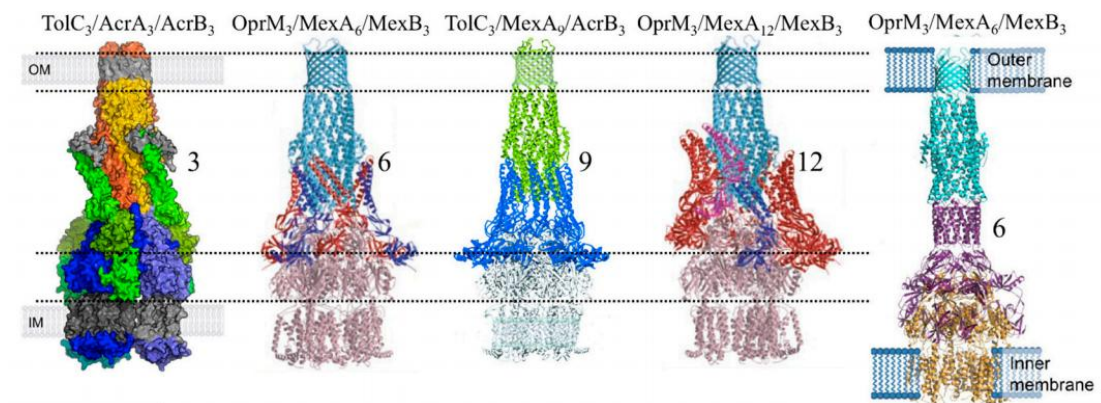 TolC₃/AcrA₃/AcrB₃ OprM₃/MexA₆/MexB₃ TolC₃/MexA₉/AcrB₃ OprM₃/MexA₁₂/MexB₃ OprM₃/MexA₆/MexB₃
OM
Outer
membrane
3 6 9 12
6
IM
Inner
membrane